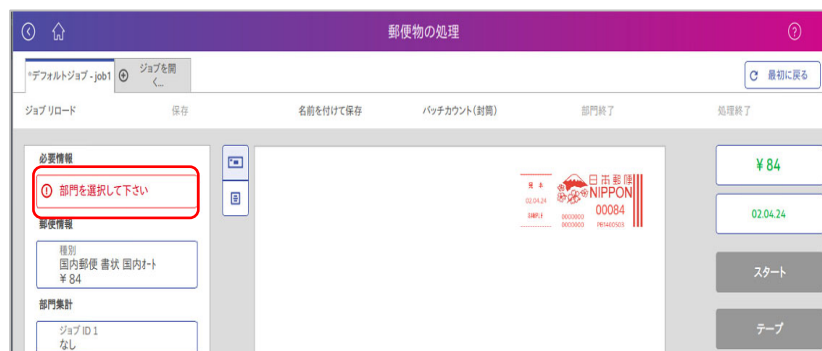 郵便物の処理
*デフォルトジョブ - job1
ジョブを開
く...
最初に戻る
ジョブ リロード
保存
名前を付けて保存
バッチカウント(封筒)
部門終了
処理終了
必要情報
部門を選択して下さい
郵便情報
種別
国内郵便 書状 国内ｵｰﾄ
¥ 84
部門集計
ジョブ ID 1
なし
見 本
02.04.24
SAMPLE
日本郵便
NIPPON
00084
0000000
0000000
PB1400503
¥ 84
02.04.24
スタート
テープ